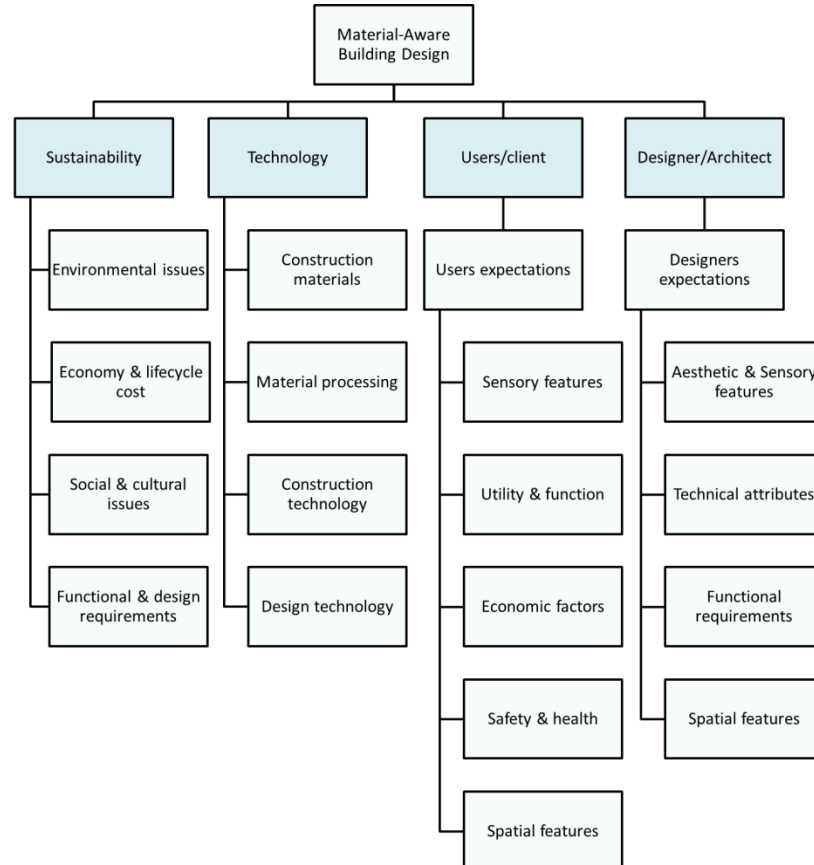 Material-Aware
Building Design
Sustainability
Technology
Users/client
Designer/Architect
Environmental issues
Economy & lifecycle
cost
Social & cultural
issues
Functional & design
requirements
Construction
materials
Material processing
Construction
technology
Design technology
Users expectations
Sensory features
Utility & function
Economic factors
Safety & health
Spatial features
Designers
expectations
Aesthetic & Sensory
features
Technical attributes
Functional
requirements
Spatial features